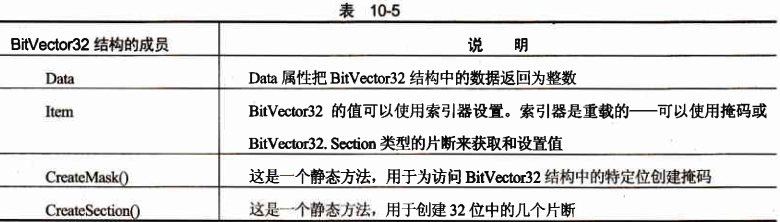 表 10-5
BitVector32 结构的成员 说 明
Data Data 属性把 BitVector32 结构中的数据返回为整数
Item BitVector32 的值可以使用索引器设置。索引器是重载的——可以使用掩码或
BitVector32. Section 类型的片断来获取和设置值
CreateMask() 这是一个静态方法，用于为访问 BitVector32 结构中的特定位创建掩码
CreateSection() 这是一个静态方法，用于创建 32 位中的几个片断